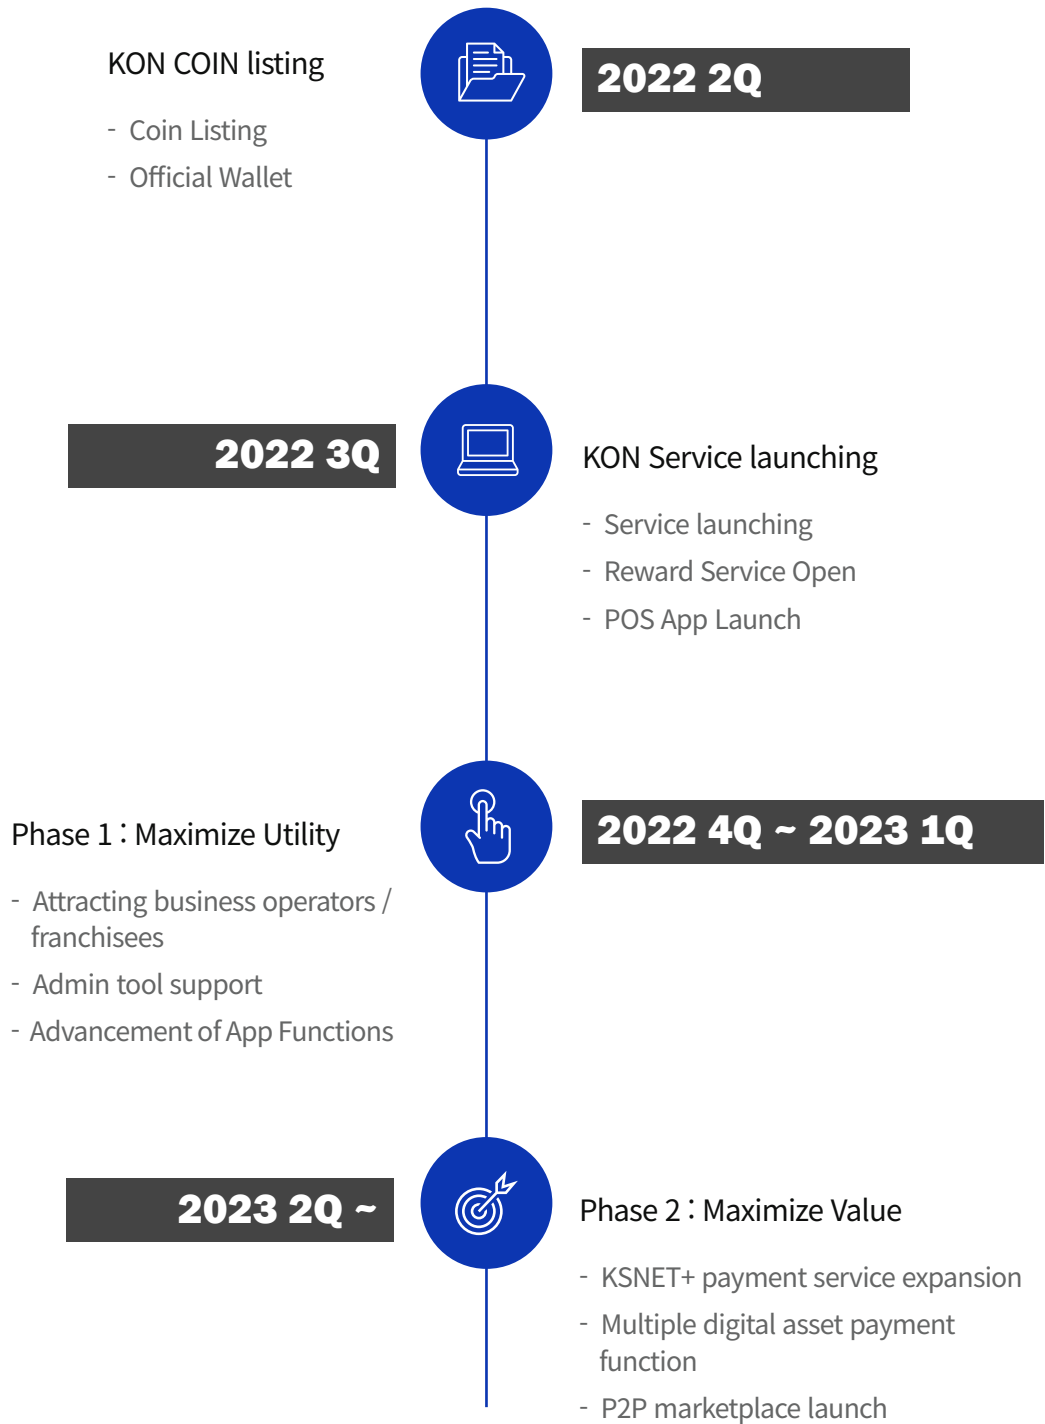 KON COIN listing
2022 2Q
- Coin Listing
- Official Wallet
2022 3Q
KON Service launching
- Service launching
- Reward Service Open
- POS App Launch
Phase 1 : Maximize Utility
2022 4Q ~ 2023 1Q
- Attracting business operators /
franchisees
- Admin tool support
- Advancement of App Functions
2023 2Q ~
Phase 2 : Maximize Value
- KSNET+ payment service expansion
- Multiple digital asset payment
function
- P2P marketplace launch